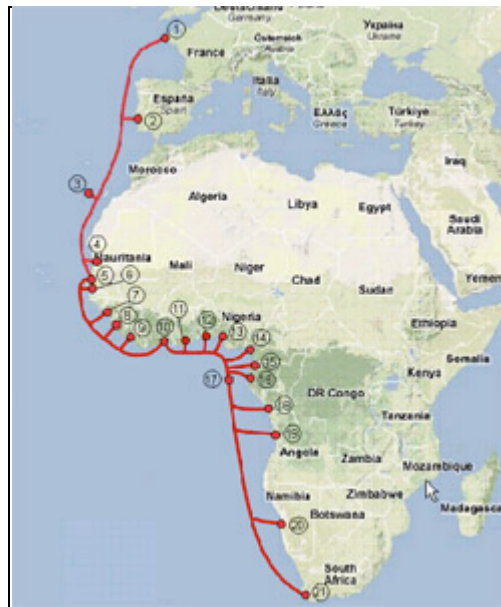 Deutschland
Germany
Україна
Ukraine
1
Österreich
Austria
France
Italia
Italy
España
Spain
Ελλάς
Greece
Türkiye
Turkey
2
Iraq
Morocco
3
Algeria
Libya
Egypt
Saudi
Arabia
4
Mauritania
Mali
Niger
Chad
Sudan
Yemen
5
6
7
8
9
10
11
12
13
Nigeria
14
15
16
17
Ethiopia
Somalia
Kenya
DR Congo
18
Tanzania
19
Angola
Zambia
Mozambique
Namibia
Zimbabwe
Botswana
Madagasca
20
South
Africa
21